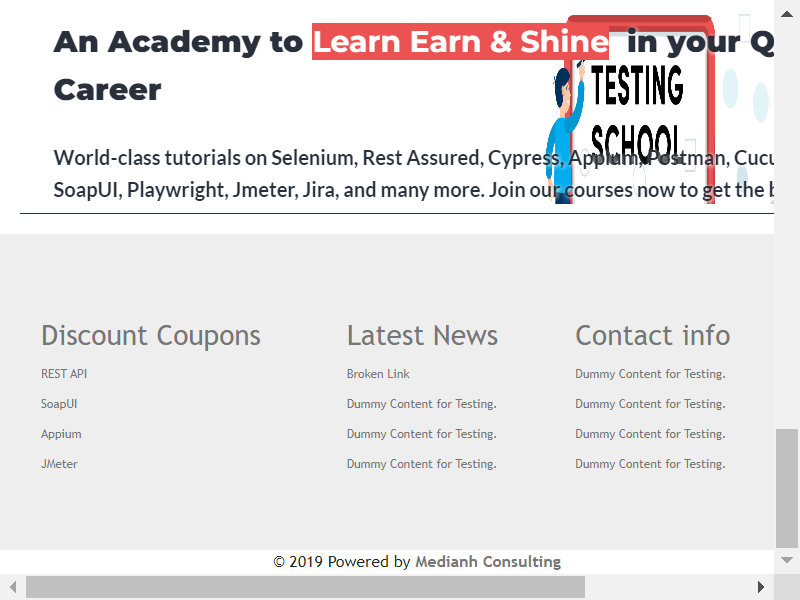 An Academy to Learn Earn & Shine in your Q
Career
TESTING
SCHOOL
World-class tutorials on Selenium, Rest Assured, Cypress, Appium, Postman, Cucu
SoapUI, Playwright, Jmeter, Jira, and many more. Join our courses now to get the b
Discount Coupons
REST API
SoapUI
Appium
JMeter
Latest News
Broken Link
Dummy Content for Testing.
Dummy Content for Testing.
Dummy Content for Testing.
Contact info
Dummy Content for Testing.
Dummy Content for Testing.
Dummy Content for Testing.
Dummy Content for Testing.
© 2019 Powered by Medianh Consulting